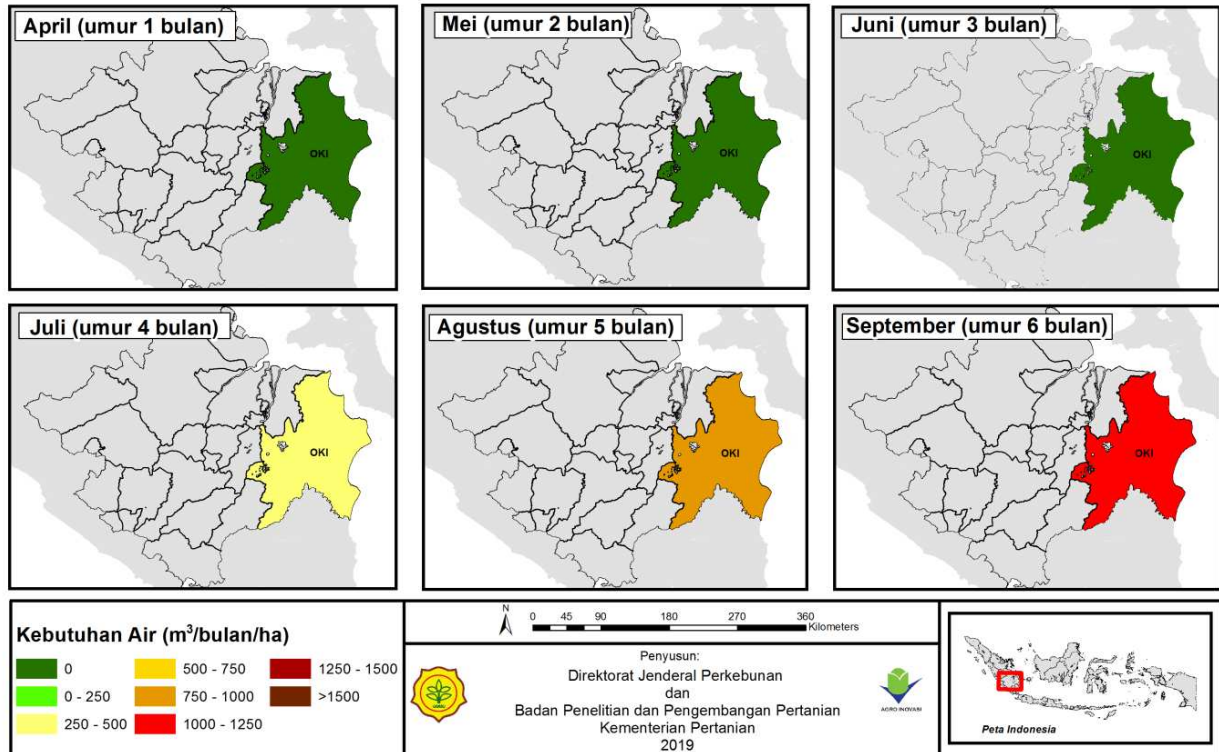 April (umur 1 bulan)
OKI
Mei (umur 2 bulan)
OKI
Juni (umur 3 bulan)
OKI
Juli (umur 4 bulan)
OKI
Agustus (umur 5 bulan)
OKI
September (umur 6 bulan)
OKI
Kebutuhan Air (m³/bulan/ha)
0
0 - 250
250 - 500
500 - 750
750 - 1000
1000 - 1250
1250 - 1500
>1500
N
0 45 90 180 270 360
Kilometers
Penyusun:
Direktorat Jenderal Perkebunan
dan
Badan Penelitian dan Pengembangan Pertanian
Kementerian Pertanian
2019
AGRO INOVASI
Peta Indonesia